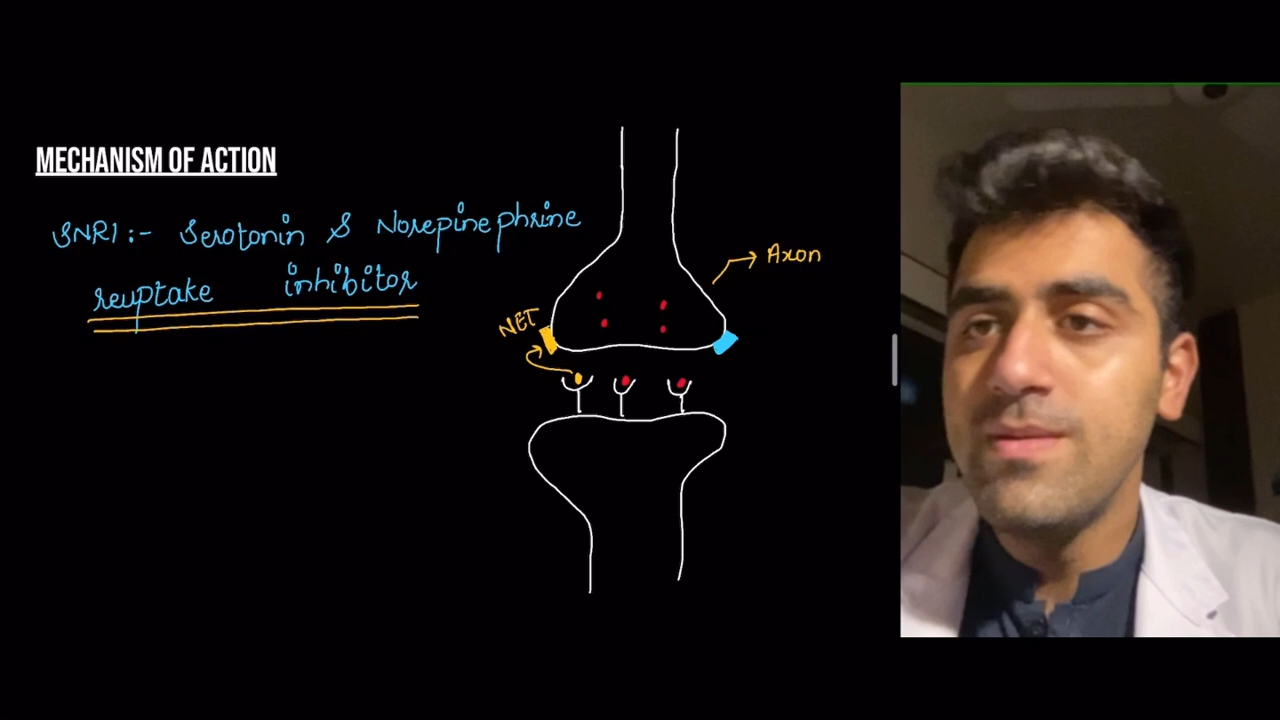 MECHANISM OF ACTION
SNRI :- Serotonin & Norepinephrine
reuptake inhibitor
Axon
NET